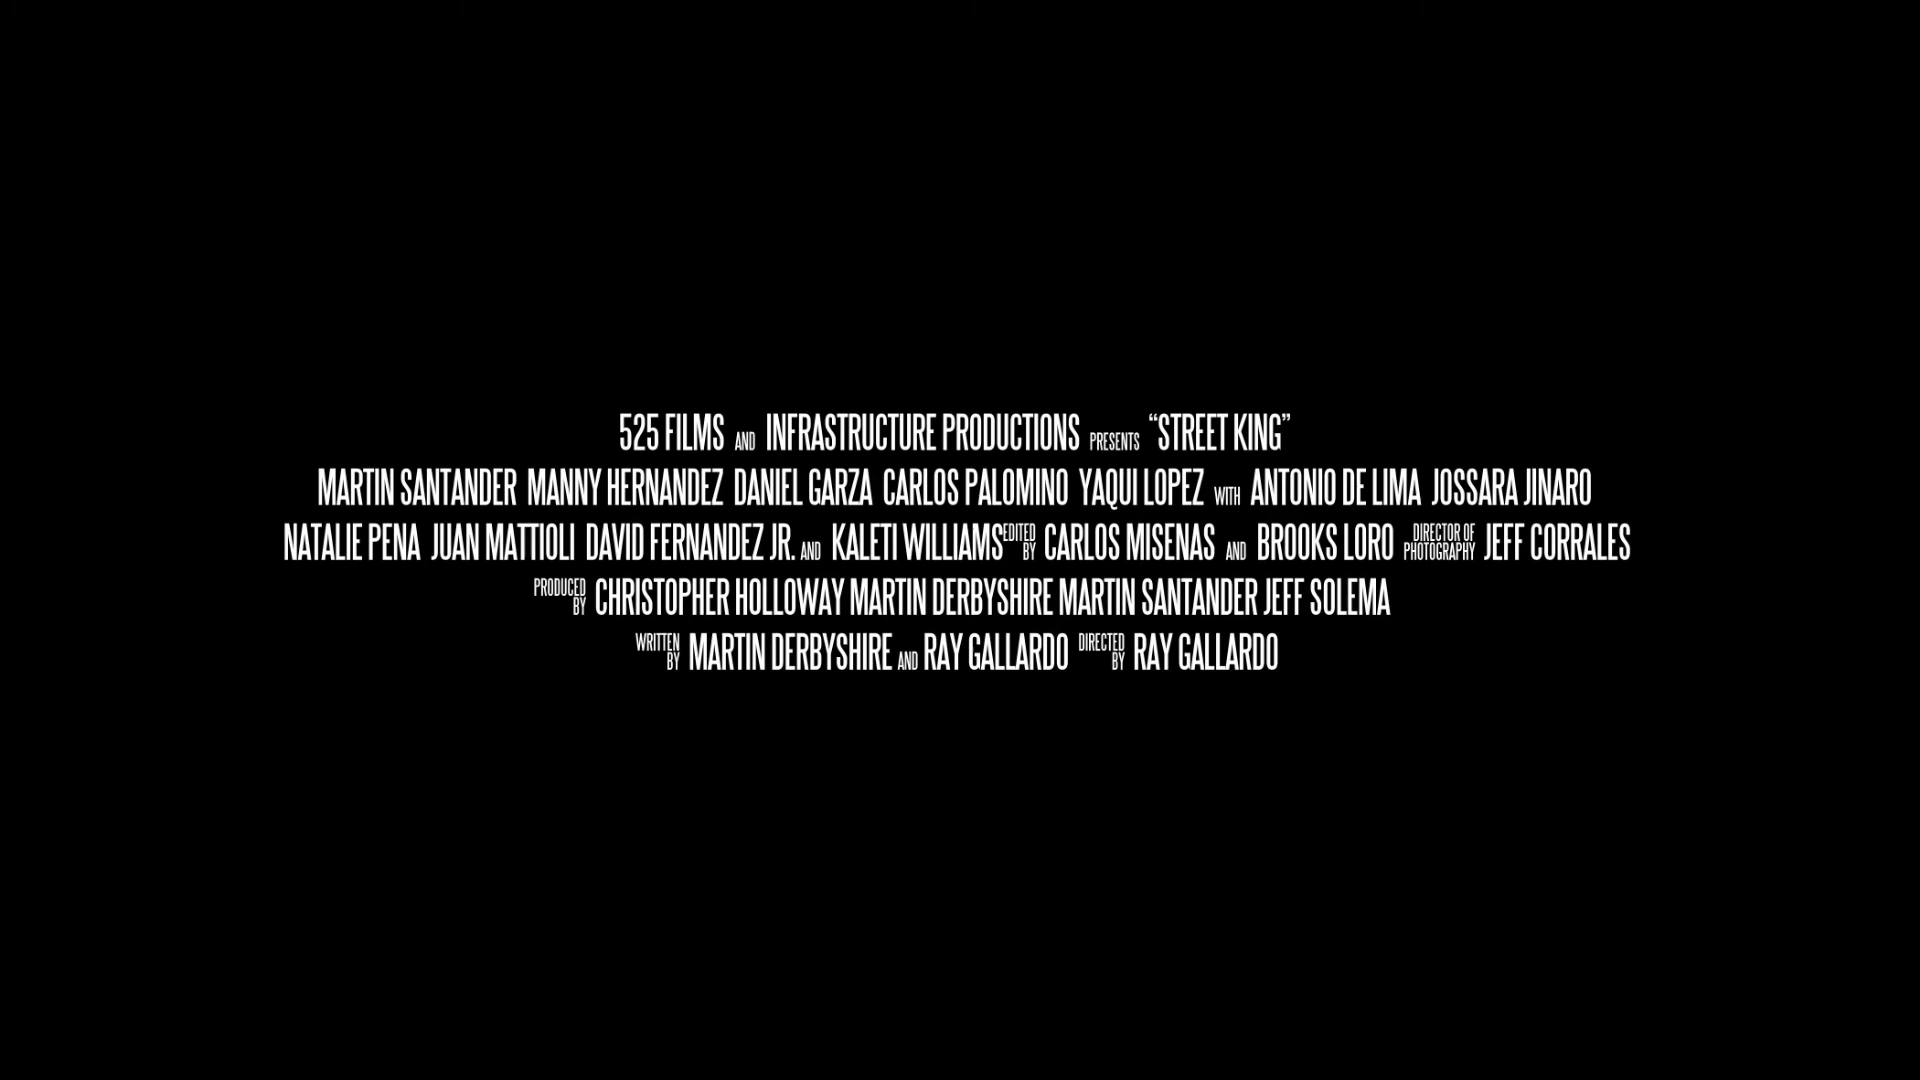 525 FILMS AND INFRASTRUCTURE PRODUCTIONS PRESENTS “STREET KING”
MARTIN SANTANDER MANNY HERNANDEZ DANIEL GARZA CARLOS PALOMINO YAQUI LOPEZ WITH ANTONIO DE LIMA JOSSARA JINARO
NATALIE PENA JUAN MATTIOLI DAVID FERNANDEZ JR. AND KALETI WILLIAMS EDITED BY CARLOS MISENAS AND BROOKS LORO DIRECTOR OF PHOTOGRAPHY JEFF CORRALES
PRODUCED BY CHRISTOPHER HOLLOWAY MARTIN DERBYSHIRE MARTIN SANTANDER JEFF SOLEMA
WRITTEN BY MARTIN DERBYSHIRE AND RAY GALLARDO DIRECTED BY RAY GALLARDO